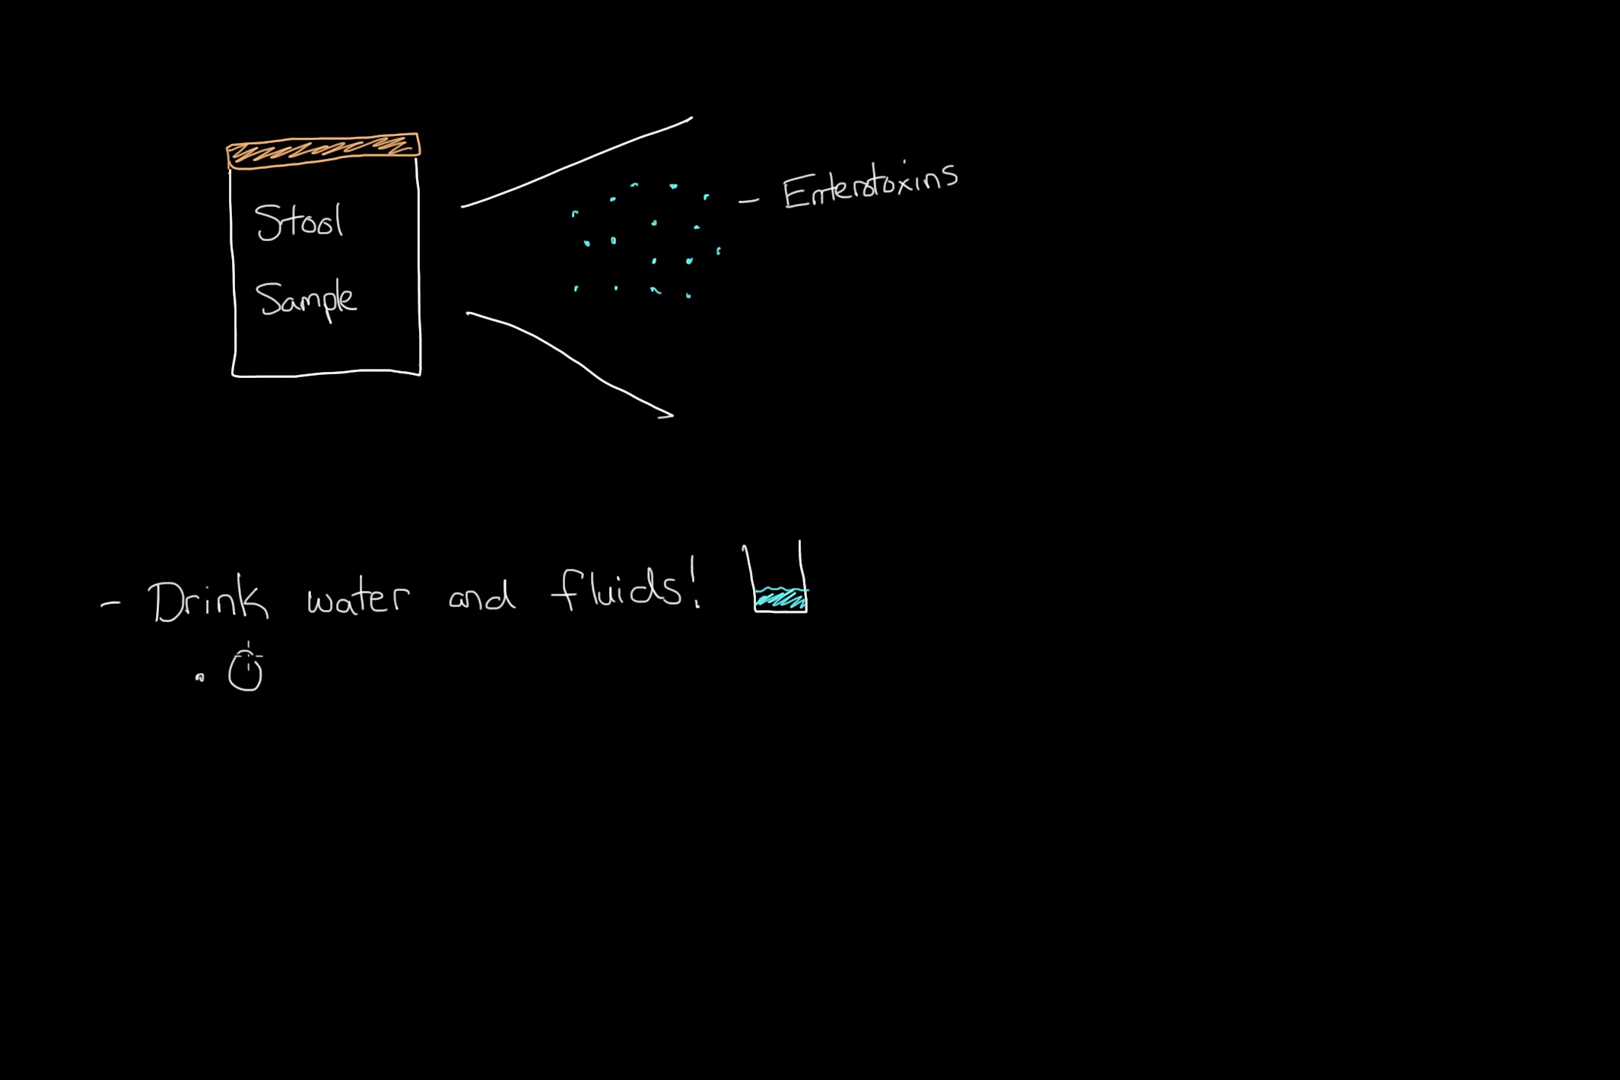 Stool
Sample
- Enterotoxins
- Drink water and fluids!
• O